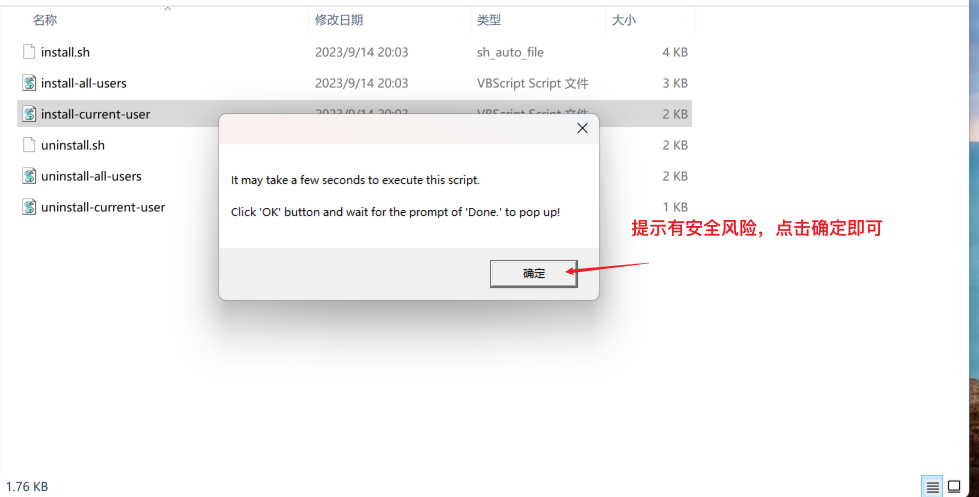 名称 修改日期 类型 大小
install.sh 2023/9/14 20:03 sh_auto_file 4 KB
install-all-users 2023/9/14 20:03 VBScript Script 文件 3 KB
install-current-user 2023/9/14 20:03 VBScript Script 文件 2 KB
uninstall.sh 2 KB
uninstall-all-users 2 KB
uninstall-current-user 1 KB
It may take a few seconds to execute this script.
Click 'OK' button and wait for the prompt of 'Done.' to pop up!
提示有安全风险，点击确定即可
确定
1.76 KB